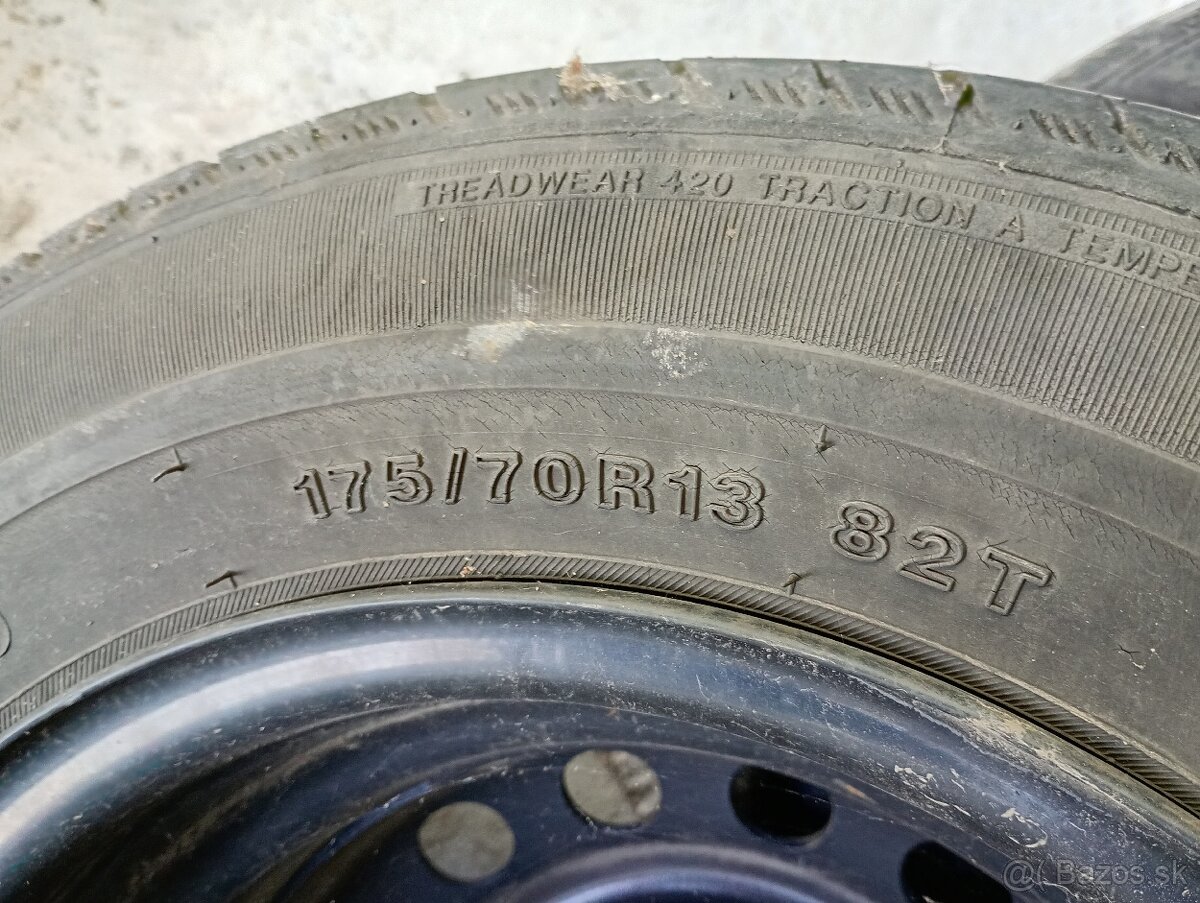 TREADWEAR 420 TRACTION A TEMPE
175/70R13 82T
@( Bazos.sk